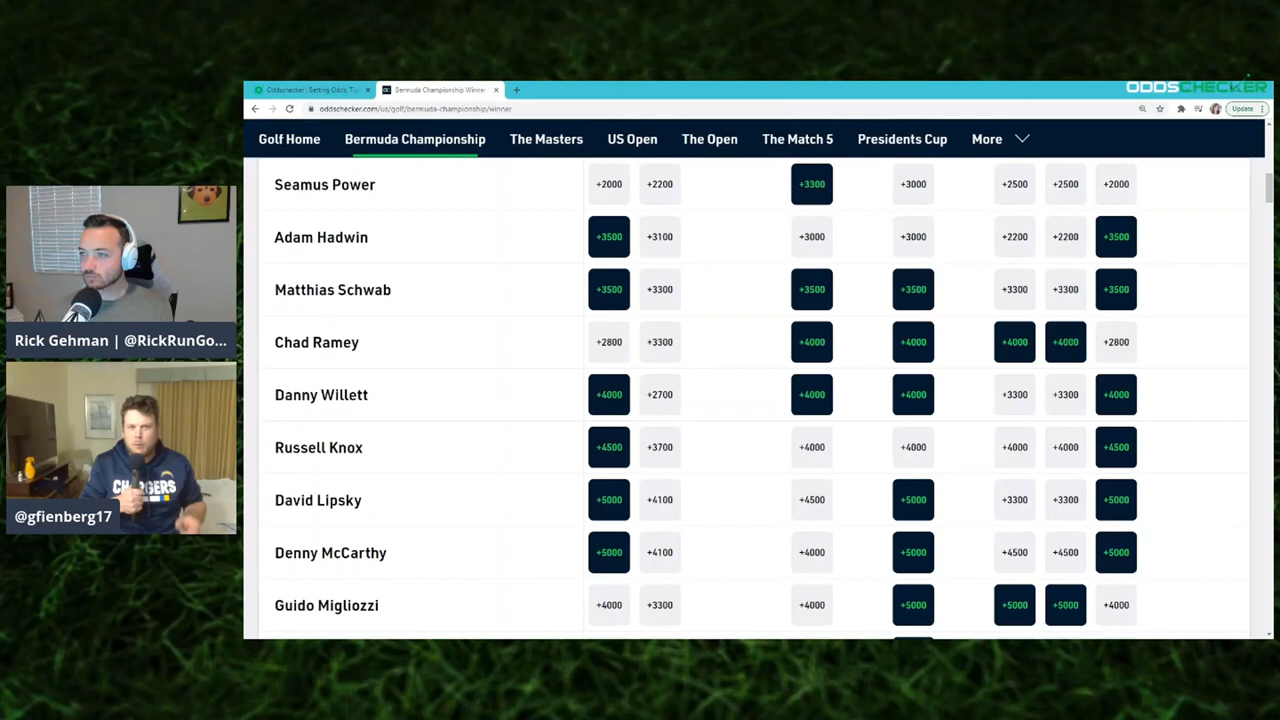 ODDSCHECKER
Oddschecker | Betting Odds, Ti
Bermuda Championship Winner
oddschecker.com/us/golf/bermuda-championship/winner
Update
Golf Home Bermuda Championship The Masters US Open The Open The Match 5 Presidents Cup More
Seamus Power +2000 +2200 +3300 +3000 +2500 +2500 +2000
Adam Hadwin +3500 +3100 +3000 +3000 +2200 +2200 +3500
Matthias Schwab +3500 +3300 +3500 +3500 +3300 +3300 +3500
Chad Ramey +2800 +3300 +4000 +4000 +4000 +4000 +2800
Danny Willett +4000 +2700 +4000 +4000 +3300 +3300 +4000
Russell Knox +4500 +3700 +4000 +4000 +4000 +4000 +4500
David Lipsky +5000 +4100 +4500 +5000 +3300 +3300 +5000
Denny McCarthy +5000 +4100 +4000 +5000 +4500 +4500 +5000
Guido Migliozzi +4000 +3300 +4000 +5000 +5000 +5000 +4000
Rick Gehman | @RickRunGo...
CHARGERS
@gfienberg17